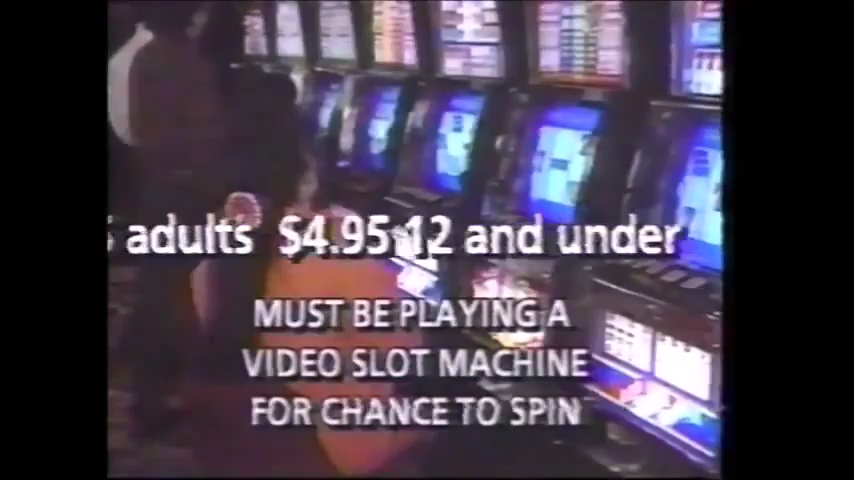 adults $4.95 12 and under
MUST BE PLAYING A
VIDEO SLOT MACHINE
FOR CHANCE TO SPIN